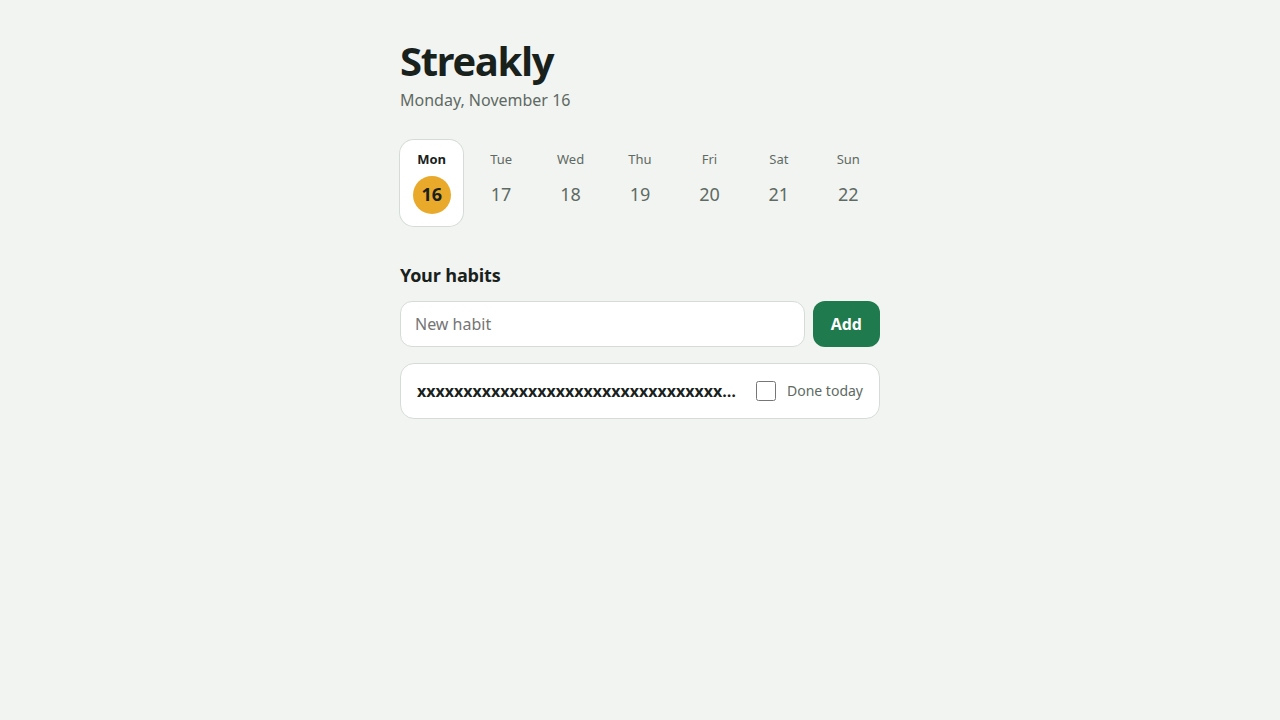 Streakly
Monday, November 16
Mon Tue Wed Thu Fri Sat Sun
16 17 18 19 20 21 22
Your habits
New habit Add
xxxxxxxxxxxxxxxxxxxxxxxxxxxxxxxxx... Done today